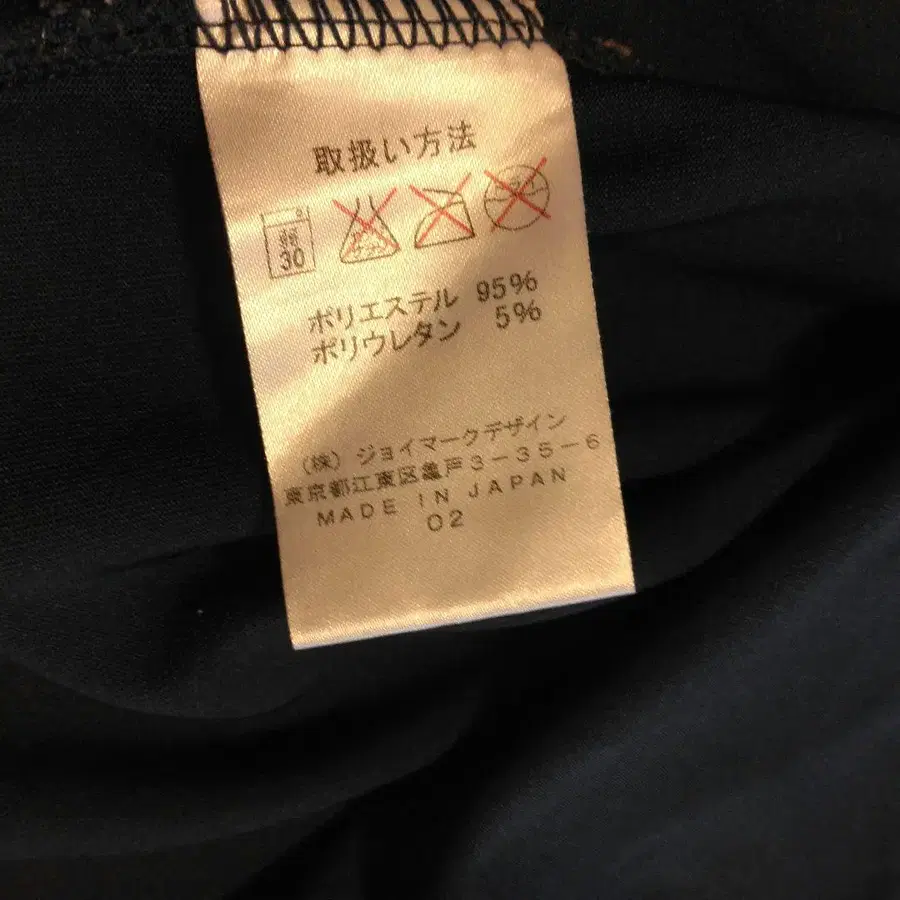 取扱い方法
弱
30
ポリエステル 95%
ポリウレタン 5%
(株)ジョイマークデザイン
東京都江東区亀戸3-35-6
MADE IN JAPAN
02